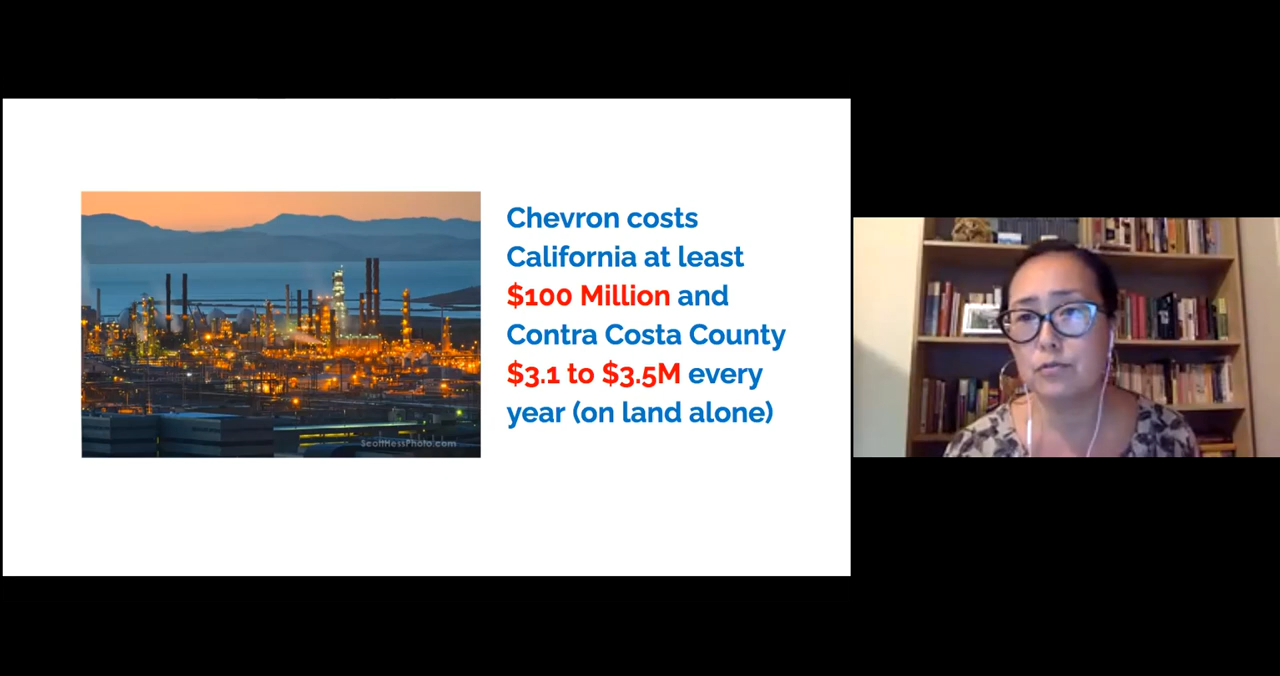 Chevron costs
California at least
$100 Million and
Contra Costa County
$3.1 to $3.5M every
year (on land alone)
ScottHessPhoto.com